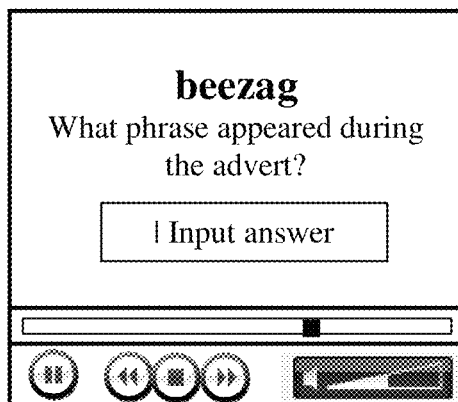 beezag
What phrase appeared during
the advert?
| Input answer